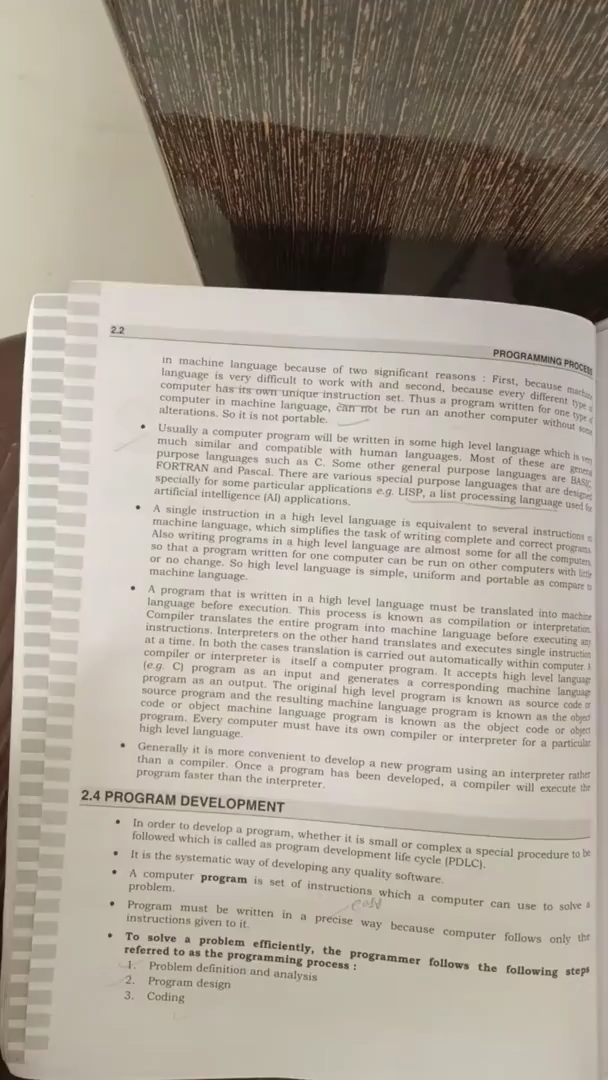 2.2
PROGRAMMING PROCESS
in machine language because of two significant reasons : First, because machine
language is very difficult to work with and second, because every different type
computer has its own unique instruction set. Thus a program written for one type
computer in machine language, can not be run an another computer without some
alterations. So it is not portable.
• Usually a computer program will be written in some high level language which is very
much similar and compatible with human languages. Most of these are general
purpose languages such as C. Some other general purpose languages are BASIC,
FORTRAN and Pascal. There are various special purpose languages that are designed
specially for some particular applications e.g. LISP, a list processing language used for
artificial intelligence (AI) applications.
• A single instruction in a high level language is equivalent to several instructions
machine language, which simplifies the task of writing complete and correct programs.
Also writing programs in a high level language are almost some for all the computers
so that a program written for one computer can be run on other computers with little
or no change. So high level language is simple, uniform and portable as compare to
machine language.
• A program that is written in a high level language must be translated into machine
language before execution. This process is known as compilation or interpretation.
Compiler translates the entire program into machine language before executing any
instructions. Interpreters on the other hand translates and executes single instruction
at a time. In both the cases translation is carried out automatically within computer. A
compiler or interpreter is itself a computer program. It accepts high level language
(e.g. C) program as an input and generates a corresponding machine language
program as an output. The original high level program is known as source code or
source program and the resulting machine language program is known as the object
code or object machine language program is known as the object code or object
program. Every computer must have its own compiler or interpreter for a particular
high level language.
• Generally it is more convenient to develop a new program using an interpreter rather
than a compiler. Once a program has been developed, a compiler will execute the
program faster than the interpreter.
2.4 PROGRAM DEVELOPMENT
• In order to develop a program, whether it is small or complex a special procedure to be
followed which is called as program development life cycle (PDLC).
• It is the systematic way of developing any quality software.
• A computer program is set of instructions which a computer can use to solve a
problem.
• Program must be written in a precise way because computer follows only the
instructions given to it.
• To solve a problem efficiently, the programmer follows the following steps
referred to as the programming process :
1. Problem definition and analysis
2. Program design
3. Coding